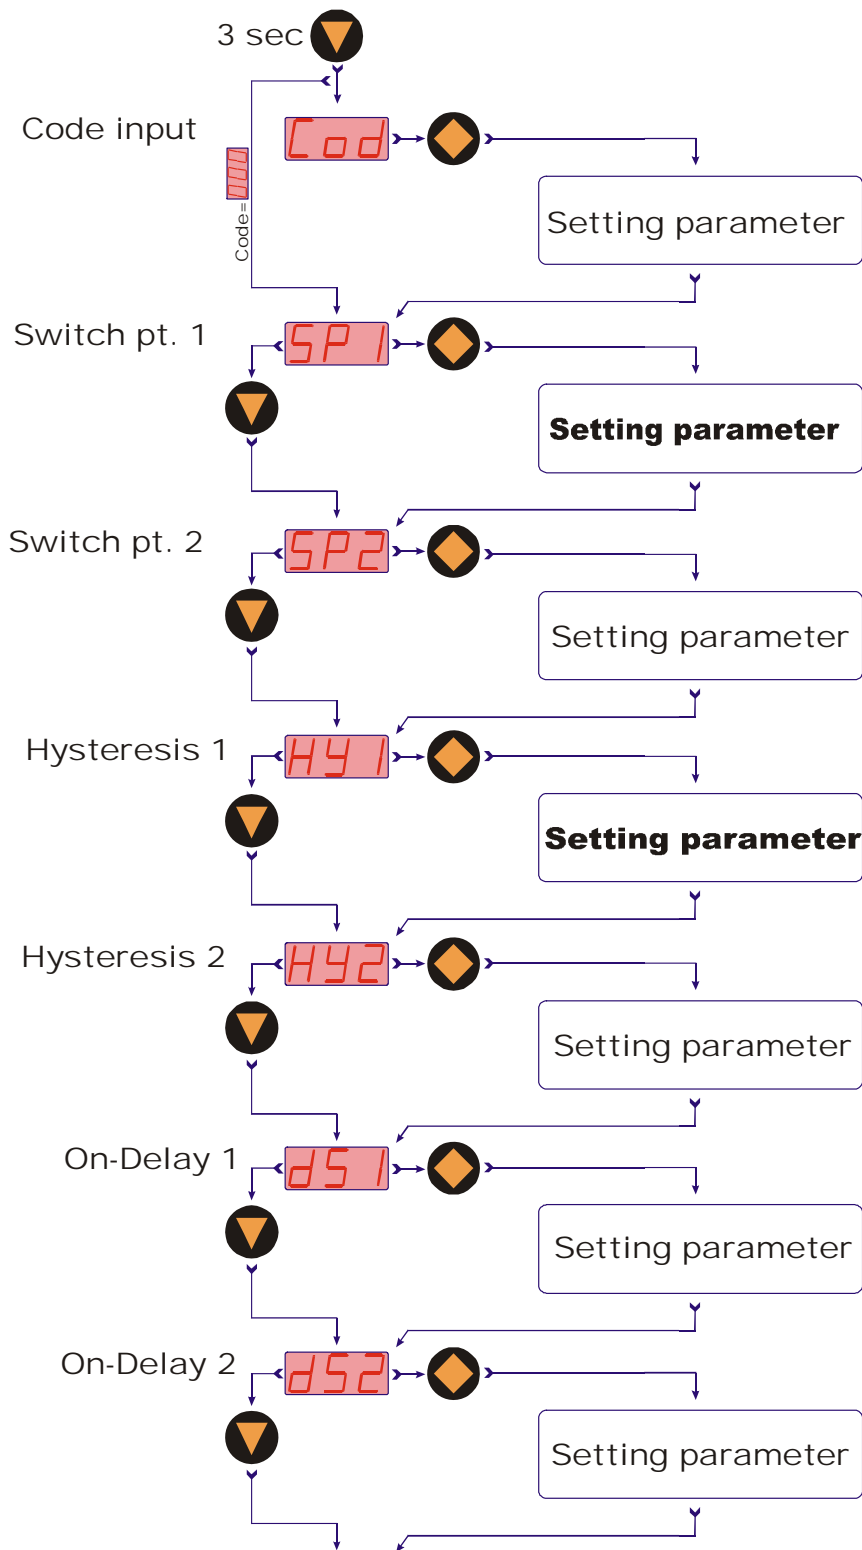 3 sec
Code input
Cod
Code=
Setting parameter
Switch pt. 1
SP1
Setting parameter
Switch pt. 2
SP2
Setting parameter
Hysteresis 1
HY1
Setting parameter
Hysteresis 2
HY2
Setting parameter
On-Delay 1
dS1
Setting parameter
On-Delay 2
dS2
Setting parameter